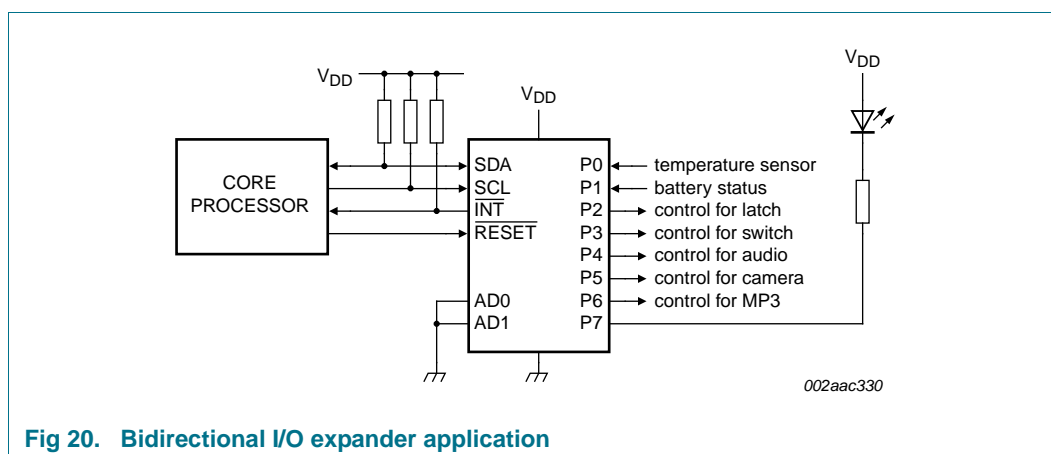 VDD
VDD
VDD
CORE
PROCESSOR
SDA
SCL
INT
RESET
AD0
AD1
P0
P1
P2
P3
P4
P5
P6
P7
temperature sensor
battery status
control for latch
control for switch
control for audio
control for camera
control for MP3
002aac330
Fig 20. Bidirectional I/O expander application